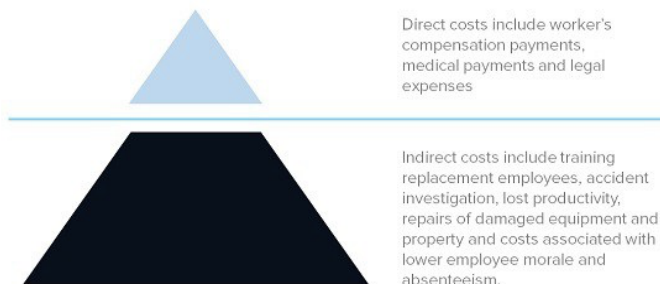 Direct costs include worker's
compensation payments,
medical payments and legal
expenses
Indirect costs include training
replacement employees, accident
investigation, lost productivity,
repairs of damaged equipment and
property and costs associated with
lower employee morale and
absenteeism.